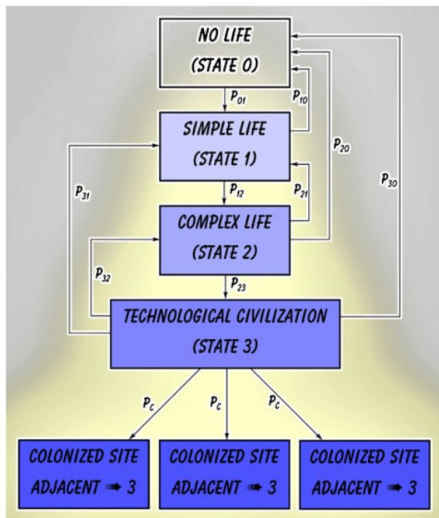 NO LIFE
(STATE 0)
P01
P10
SIMPLE LIFE
(STATE 1)
P20
P31
P12
P21
P30
COMPLEX LIFE
(STATE 2)
P32
P23
TECHNOLOGICAL CIVILIZATION
(STATE 3)
PC
PC
PC
COLONIZED SITE
ADJACENT ➠ 3
COLONIZED SITE
ADJACENT ➠ 3
COLONIZED SITE
ADJACENT ➠ 3